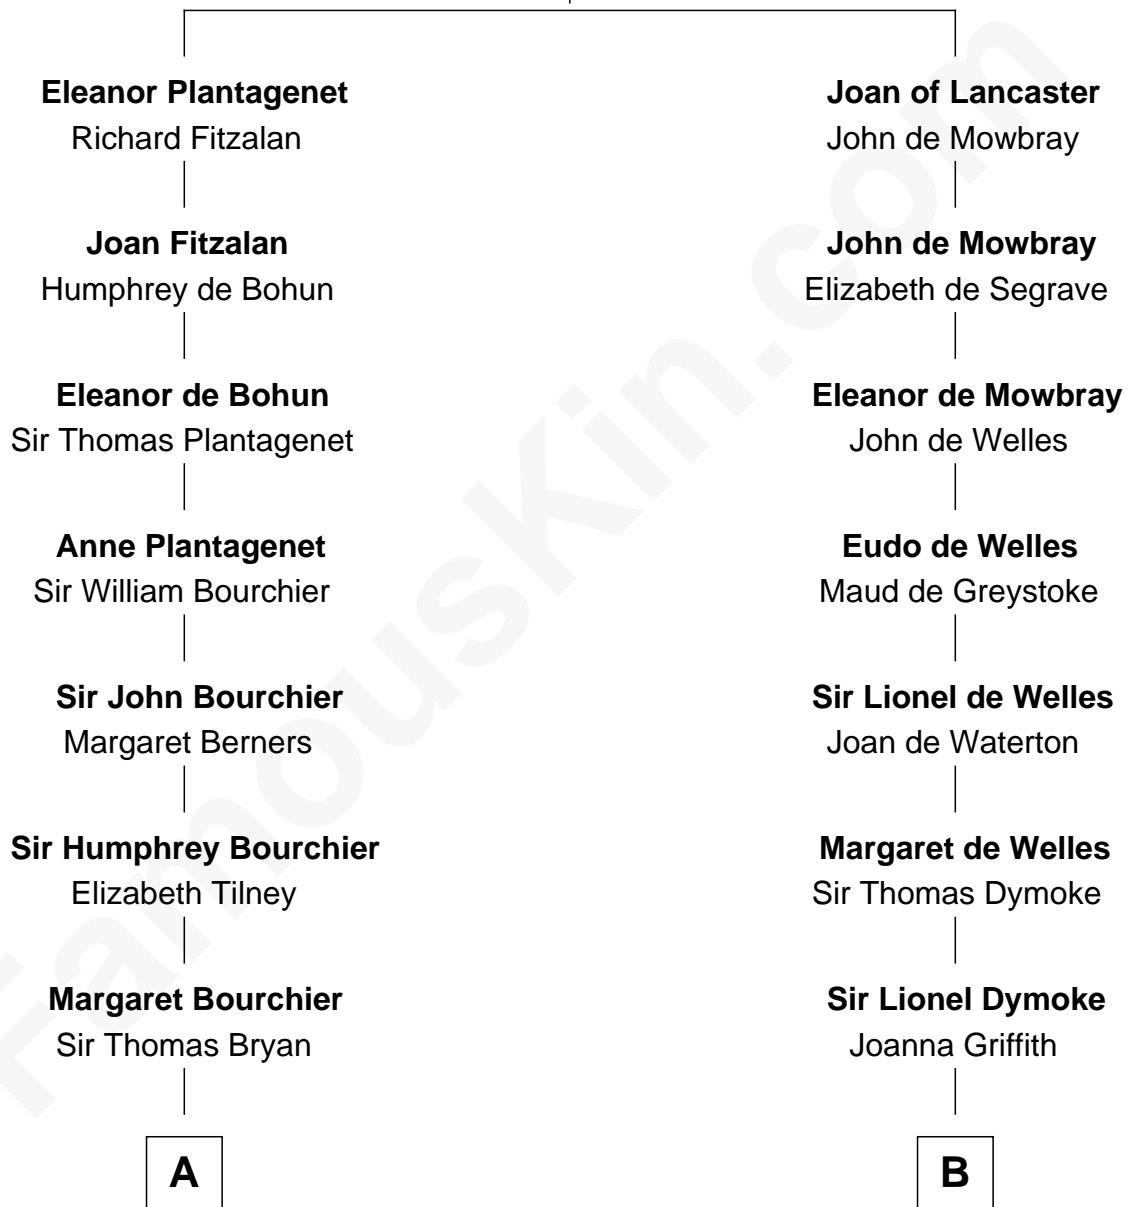 Eleanor Plantagenet
Richard Fitzalan
Joan Fitzalan
Humphrey de Bohun
Eleanor de Bohun
Sir Thomas Plantagenet
Anne Plantagenet
Sir William Bourchier
Sir John Bourchier
Margaret Berners
Sir Humphrey Bourchier
Elizabeth Tilney
Margaret Bourchier
Sir Thomas Bryan
A
Joan of Lancaster
John de Mowbray
John de Mowbray
Elizabeth de Segrave
Eleanor de Mowbray
John de Welles
Eudo de Welles
Maud de Greystoke
Sir Lionel de Welles
Joan de Waterton
Margaret de Welles
Sir Thomas Dymoke
Sir Lionel Dymoke
Joanna Griffith
B
FamousKin.com